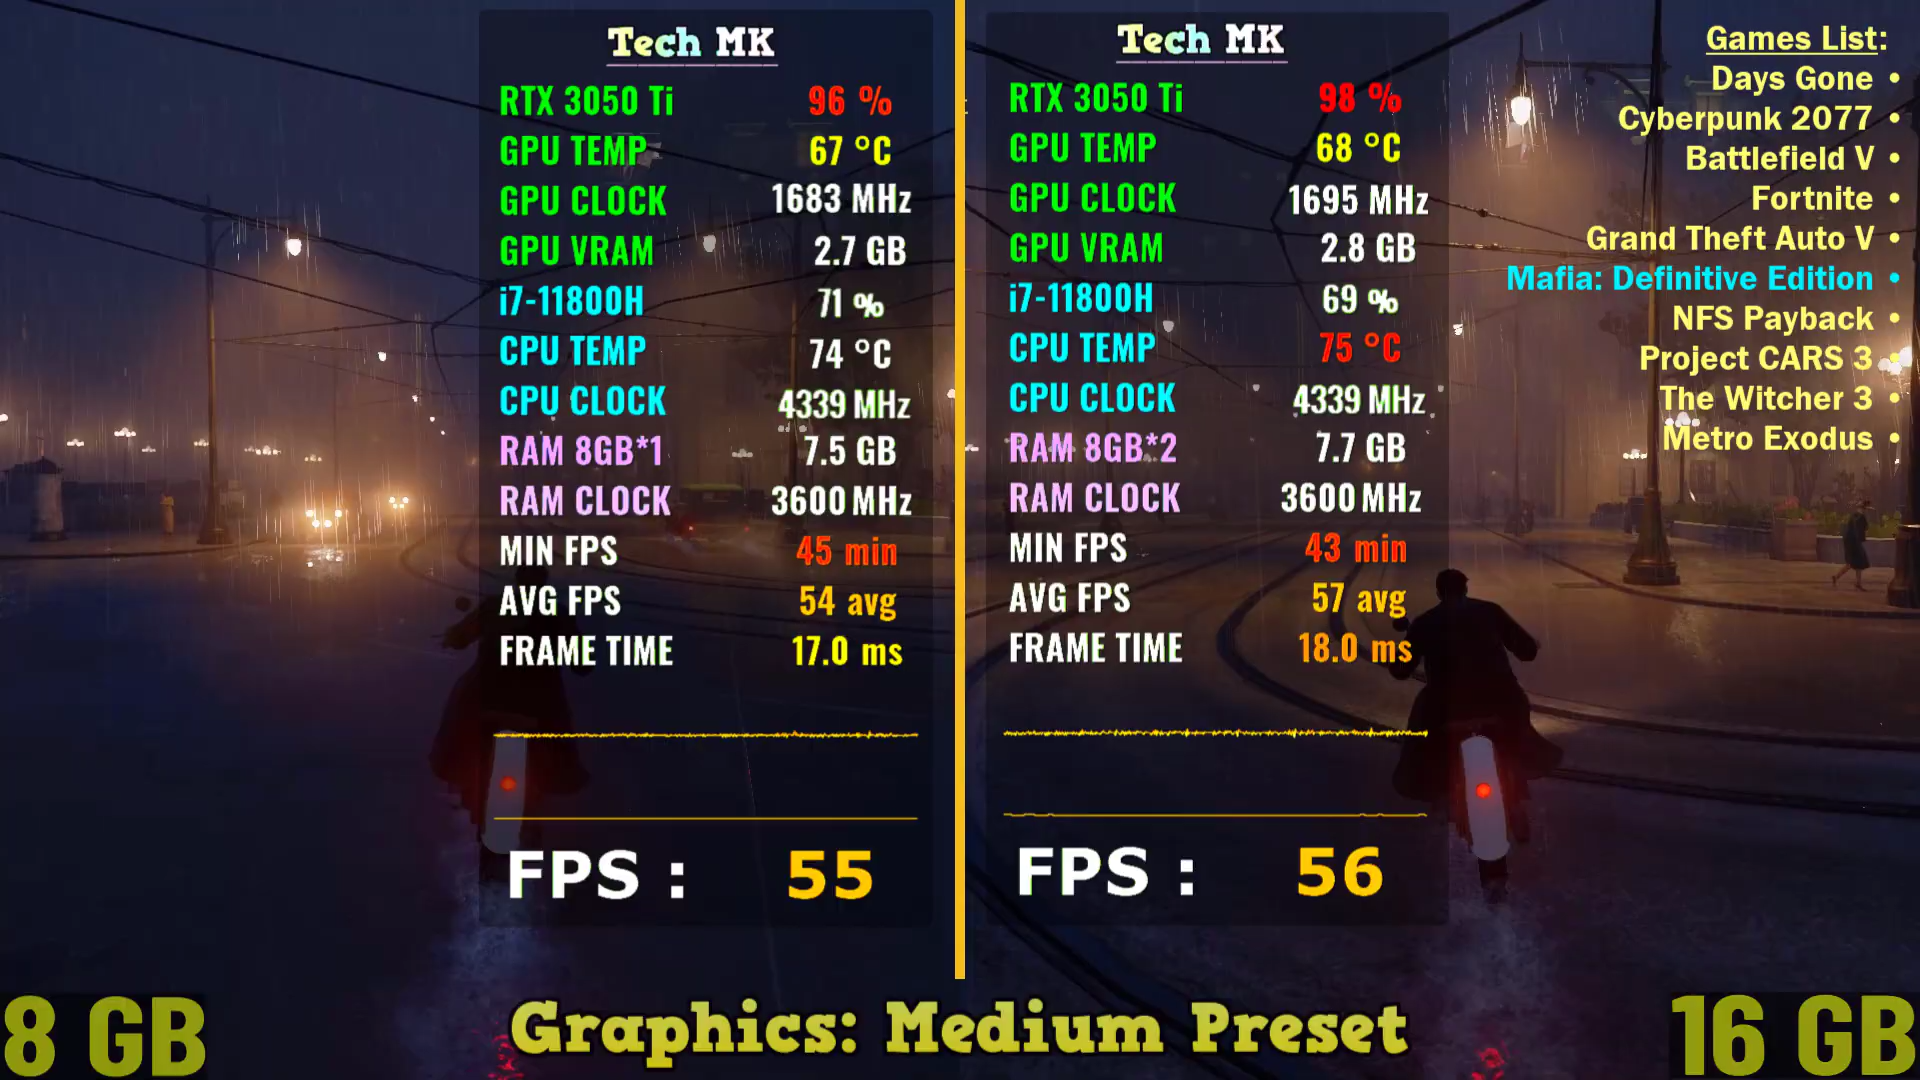 Tech MK
RTX 3050 Ti 96 %
GPU TEMP 67 °C
GPU CLOCK 1683 MHz
GPU VRAM 2.7 GB
i7-11800H 71 %
CPU TEMP 74 °C
CPU CLOCK 4339 MHz
RAM 8GB*1 7.5 GB
RAM CLOCK 3600 MHz
MIN FPS 45 min
AVG FPS 54 avg
FRAME TIME 17.0 ms
FPS : 55
8 GB
Tech MK
RTX 3050 Ti 98 %
GPU TEMP 68 °C
GPU CLOCK 1695 MHz
GPU VRAM 2.8 GB
i7-11800H 69 %
CPU TEMP 75 °C
CPU CLOCK 4339 MHz
RAM 8GB*2 7.7 GB
RAM CLOCK 3600 MHz
MIN FPS 43 min
AVG FPS 57 avg
FRAME TIME 18.0 ms
FPS : 56
Games List:
Days Gone •
Cyberpunk 2077 •
Battlefield V •
Fortnite •
Grand Theft Auto V •
Mafia: Definitive Edition •
NFS Payback •
Project CARS 3 •
The Witcher 3 •
Metro Exodus •
Graphics: Medium Preset
16 GB